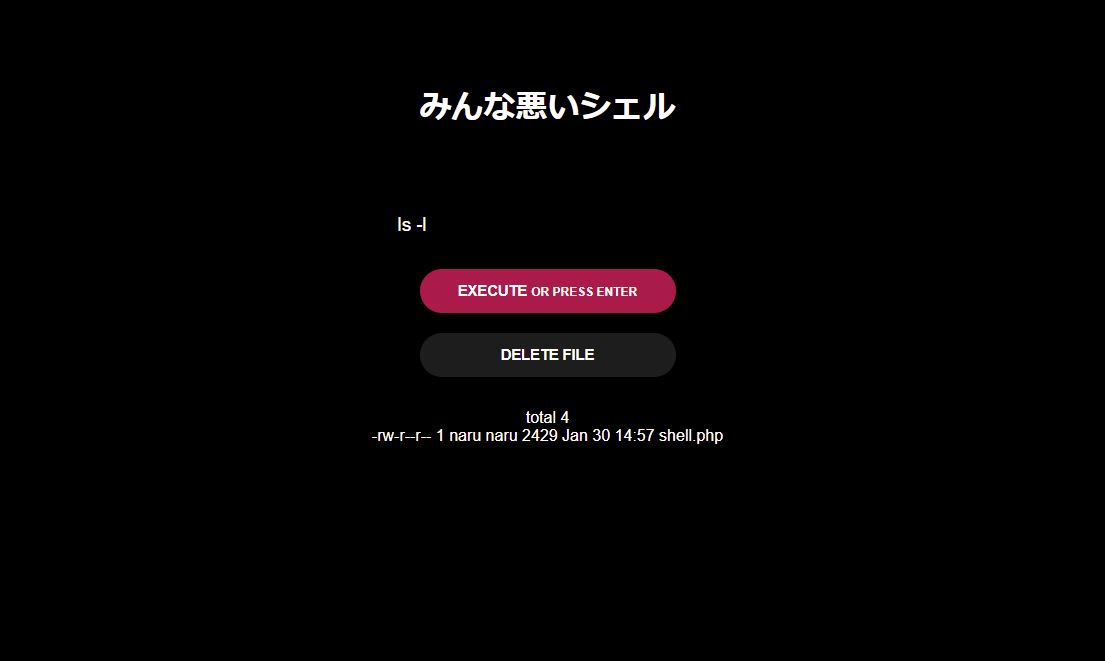 みんな悪いシェル
ls -l
EXECUTE OR PRESS ENTER
DELETE FILE
total 4
-rw-r--r-- 1 naru naru 2429 Jan 30 14:57 shell.php